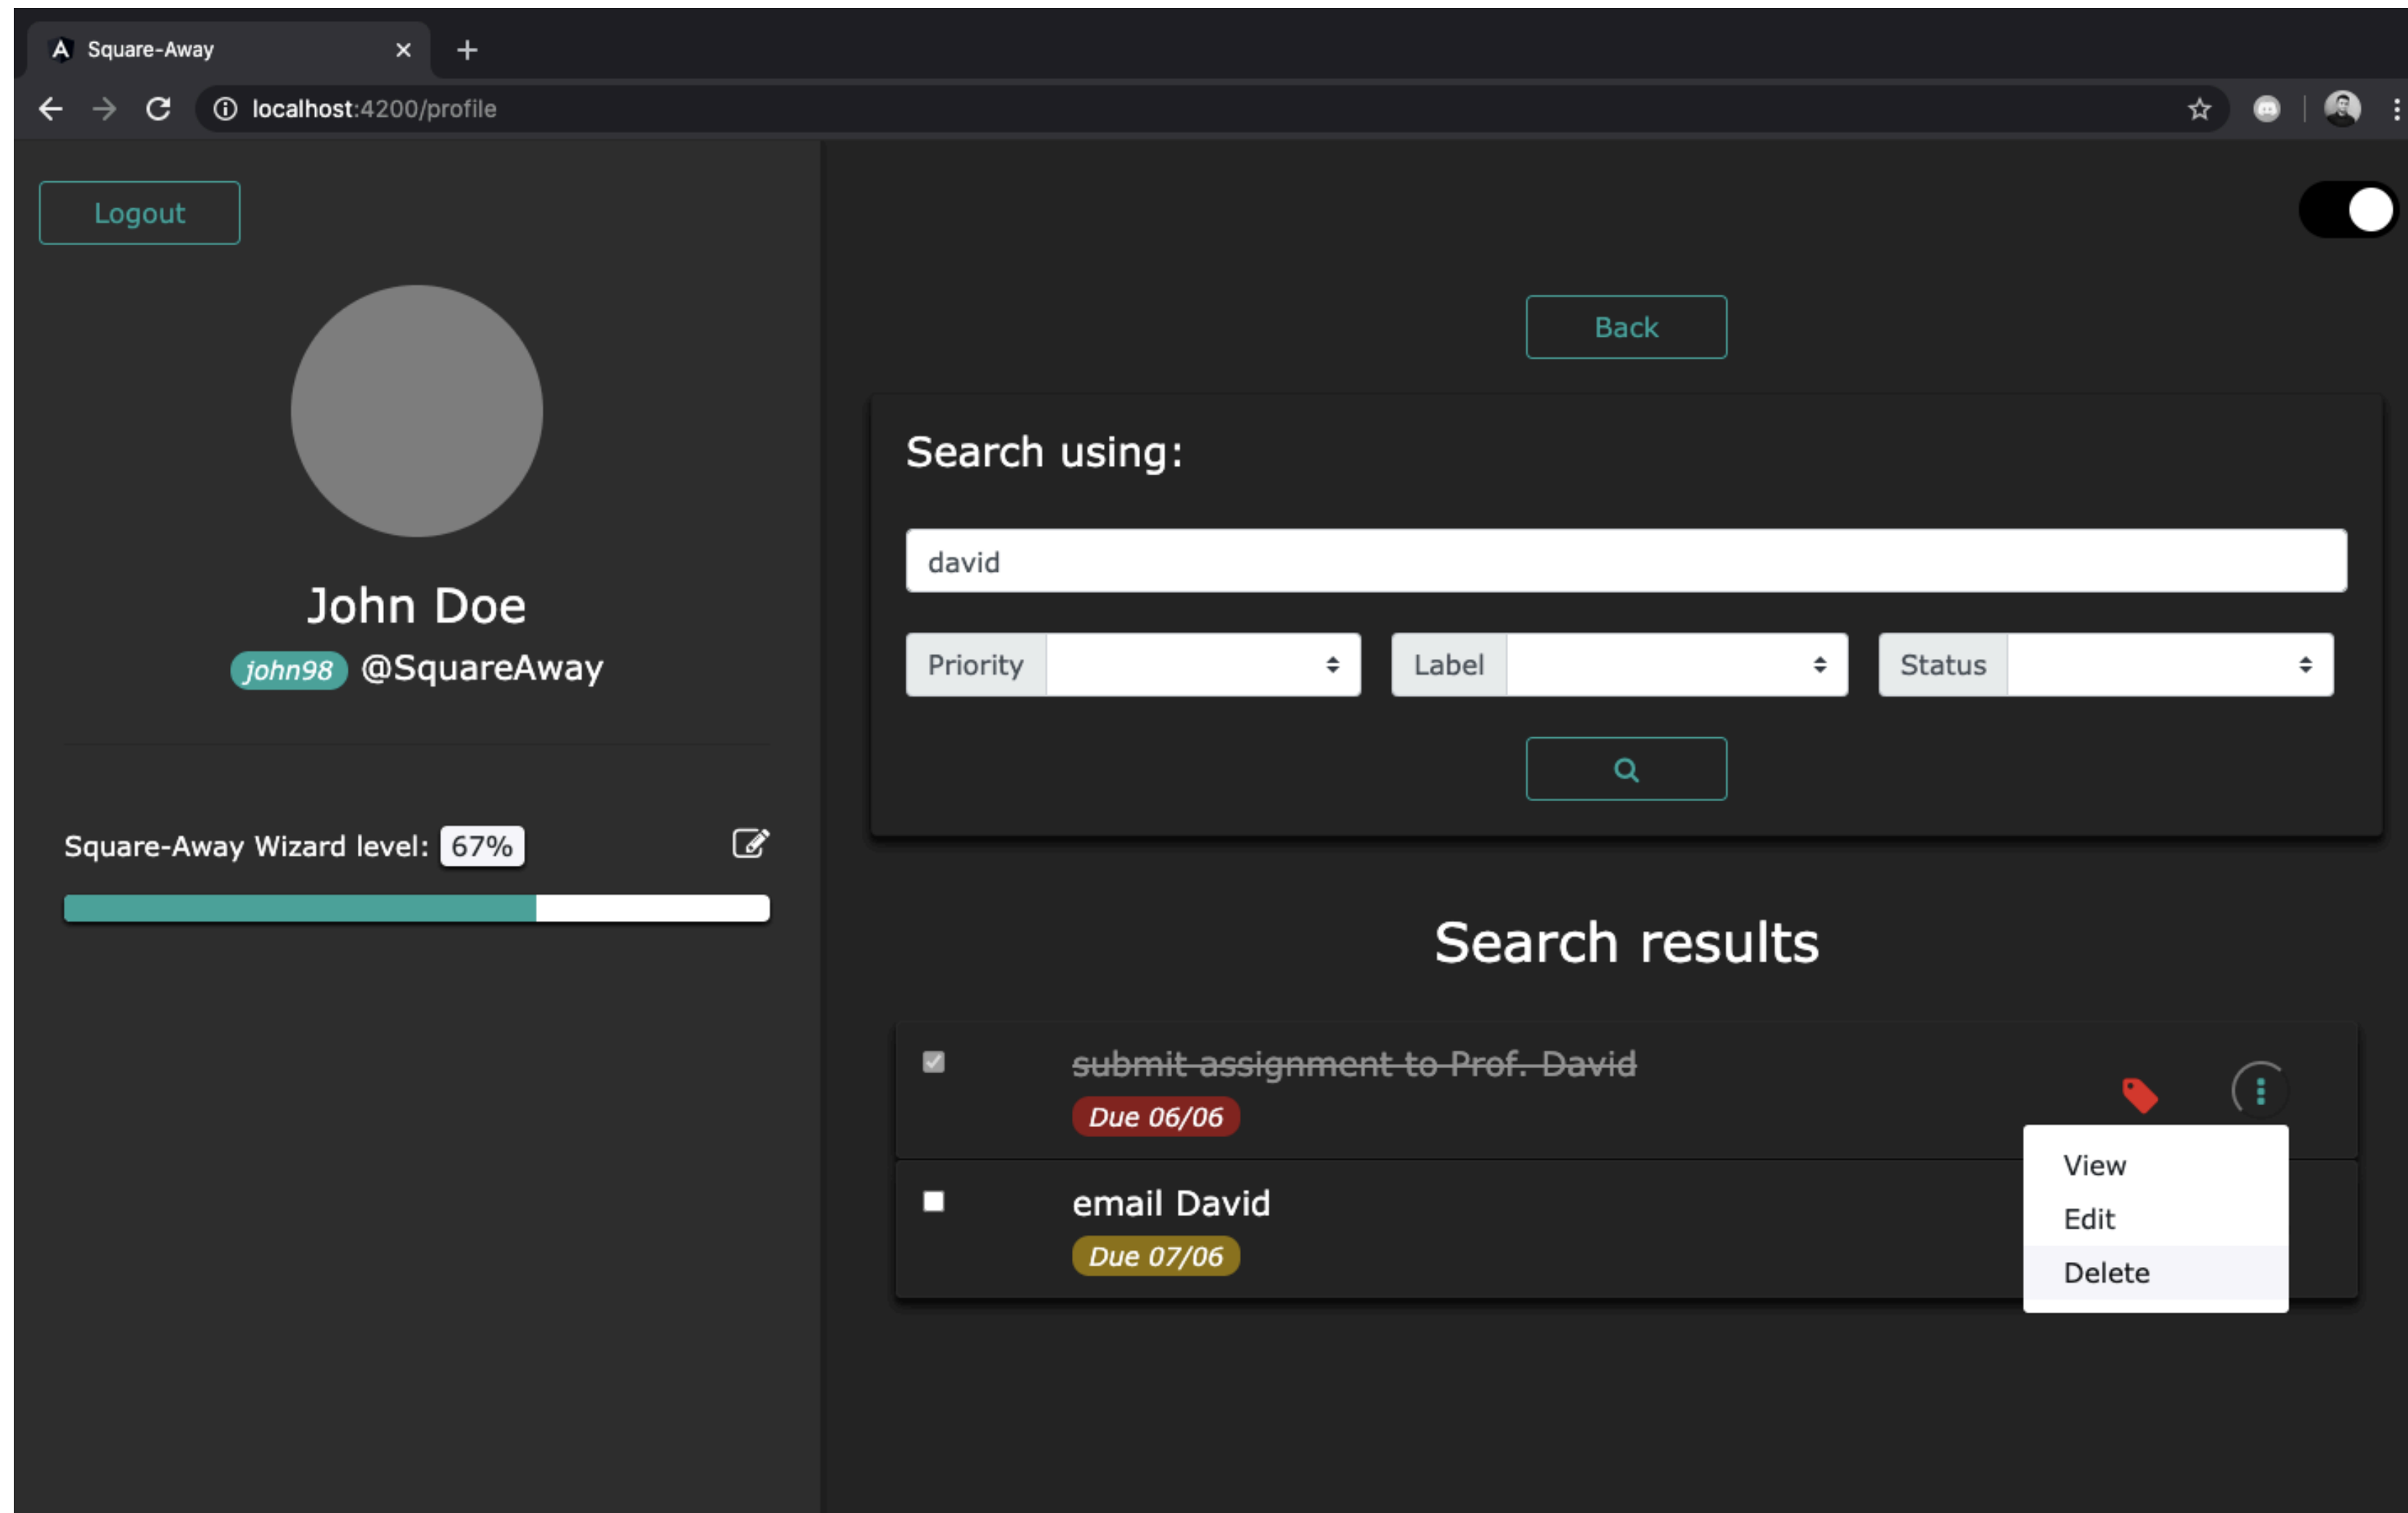 Square-Away
localhost:4200/profile
Logout
Back
Search using:
david
John Doe
john98 @SquareAway
Priority Label Status
Square-Away Wizard level: 67%
Search results
submit assignment to Prof. David
Due 06/06
View
email David
Edit
Due 07/06
Delete